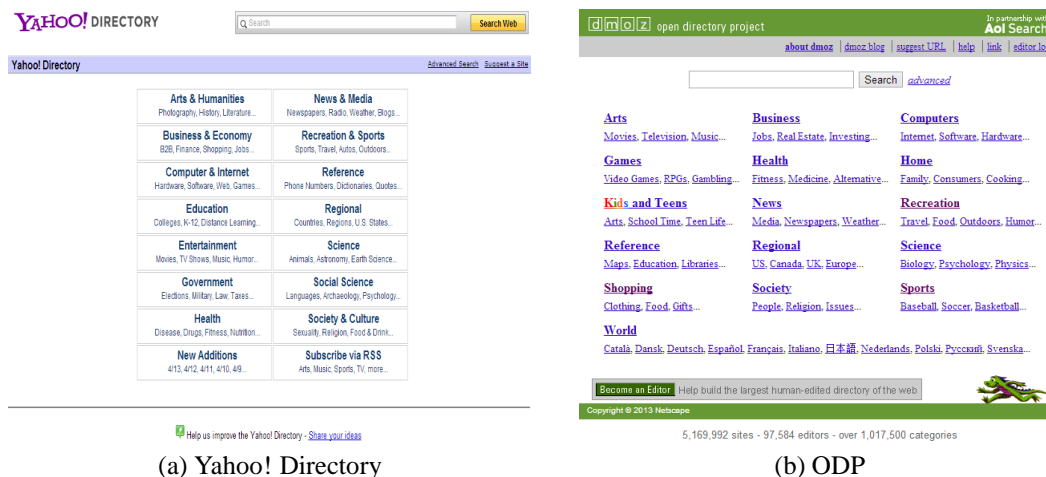 YAHOO! DIRECTORY
Search
Search Web
Yahoo! Directory
Advanced Search Suggest a Site
Arts & Humanities
Photography, History, Literature...
News & Media
Newspapers, Radio, Weather, Blogs...
Business & Economy
B2B, Finance, Shopping, Jobs...
Recreation & Sports
Sports, Travel, Autos, Outdoors...
Computer & Internet
Hardware, Software, Web, Games...
Reference
Phone Numbers, Dictionaries, Quotes...
Education
Colleges, K-12, Distance Learning...
Regional
Countries, Regions, U.S. States...
Entertainment
Movies, TV Shows, Music, Humor...
Science
Animals, Astronomy, Earth Science...
Government
Elections, Military, Law, Taxes...
Social Science
Languages, Archaeology, Psychology...
Health
Disease, Drugs, Fitness, Nutrition...
Society & Culture
Sexuality, Religion, Food & Drink...
New Additions
4/13, 4/12, 4/11, 4/10, 4/9...
Subscribe via RSS
Arts, Music, Sports, TV, more...
Help us improve the Yahoo! Directory - Share your ideas
(a) Yahoo! Directory
dmoz open directory project
In partnership with
Aol Search
about dmoz | dmoz blog | suggest URL | help | link | editor lo
Search advanced
Arts
Movies, Television, Music...
Business
Jobs, Real Estate, Investing...
Computers
Internet, Software, Hardware...
Games
Video Games, RPGs, Gambling...
Health
Fitness, Medicine, Alternative...
Home
Family, Consumers, Cooking...
Kids and Teens
Arts, School Time, Teen Life...
News
Media, Newspapers, Weather...
Recreation
Travel, Food, Outdoors, Humor...
Reference
Maps, Education, Libraries...
Regional
US, Canada, UK, Europe...
Science
Biology, Psychology, Physics...
Shopping
Clothing, Food, Gifts...
Society
People, Religion, Issues...
Sports
Baseball, Soccer, Basketball...
World
Català, Dansk, Deutsch, Español, Français, Italiano, 日本語, Nederlands, Polski, Русский, Svenska...
Become an Editor Help build the largest human-edited directory of the web
Copyright © 2013 Netscape
5,169,992 sites - 97,584 editors - over 1,017,500 categories
(b) ODP